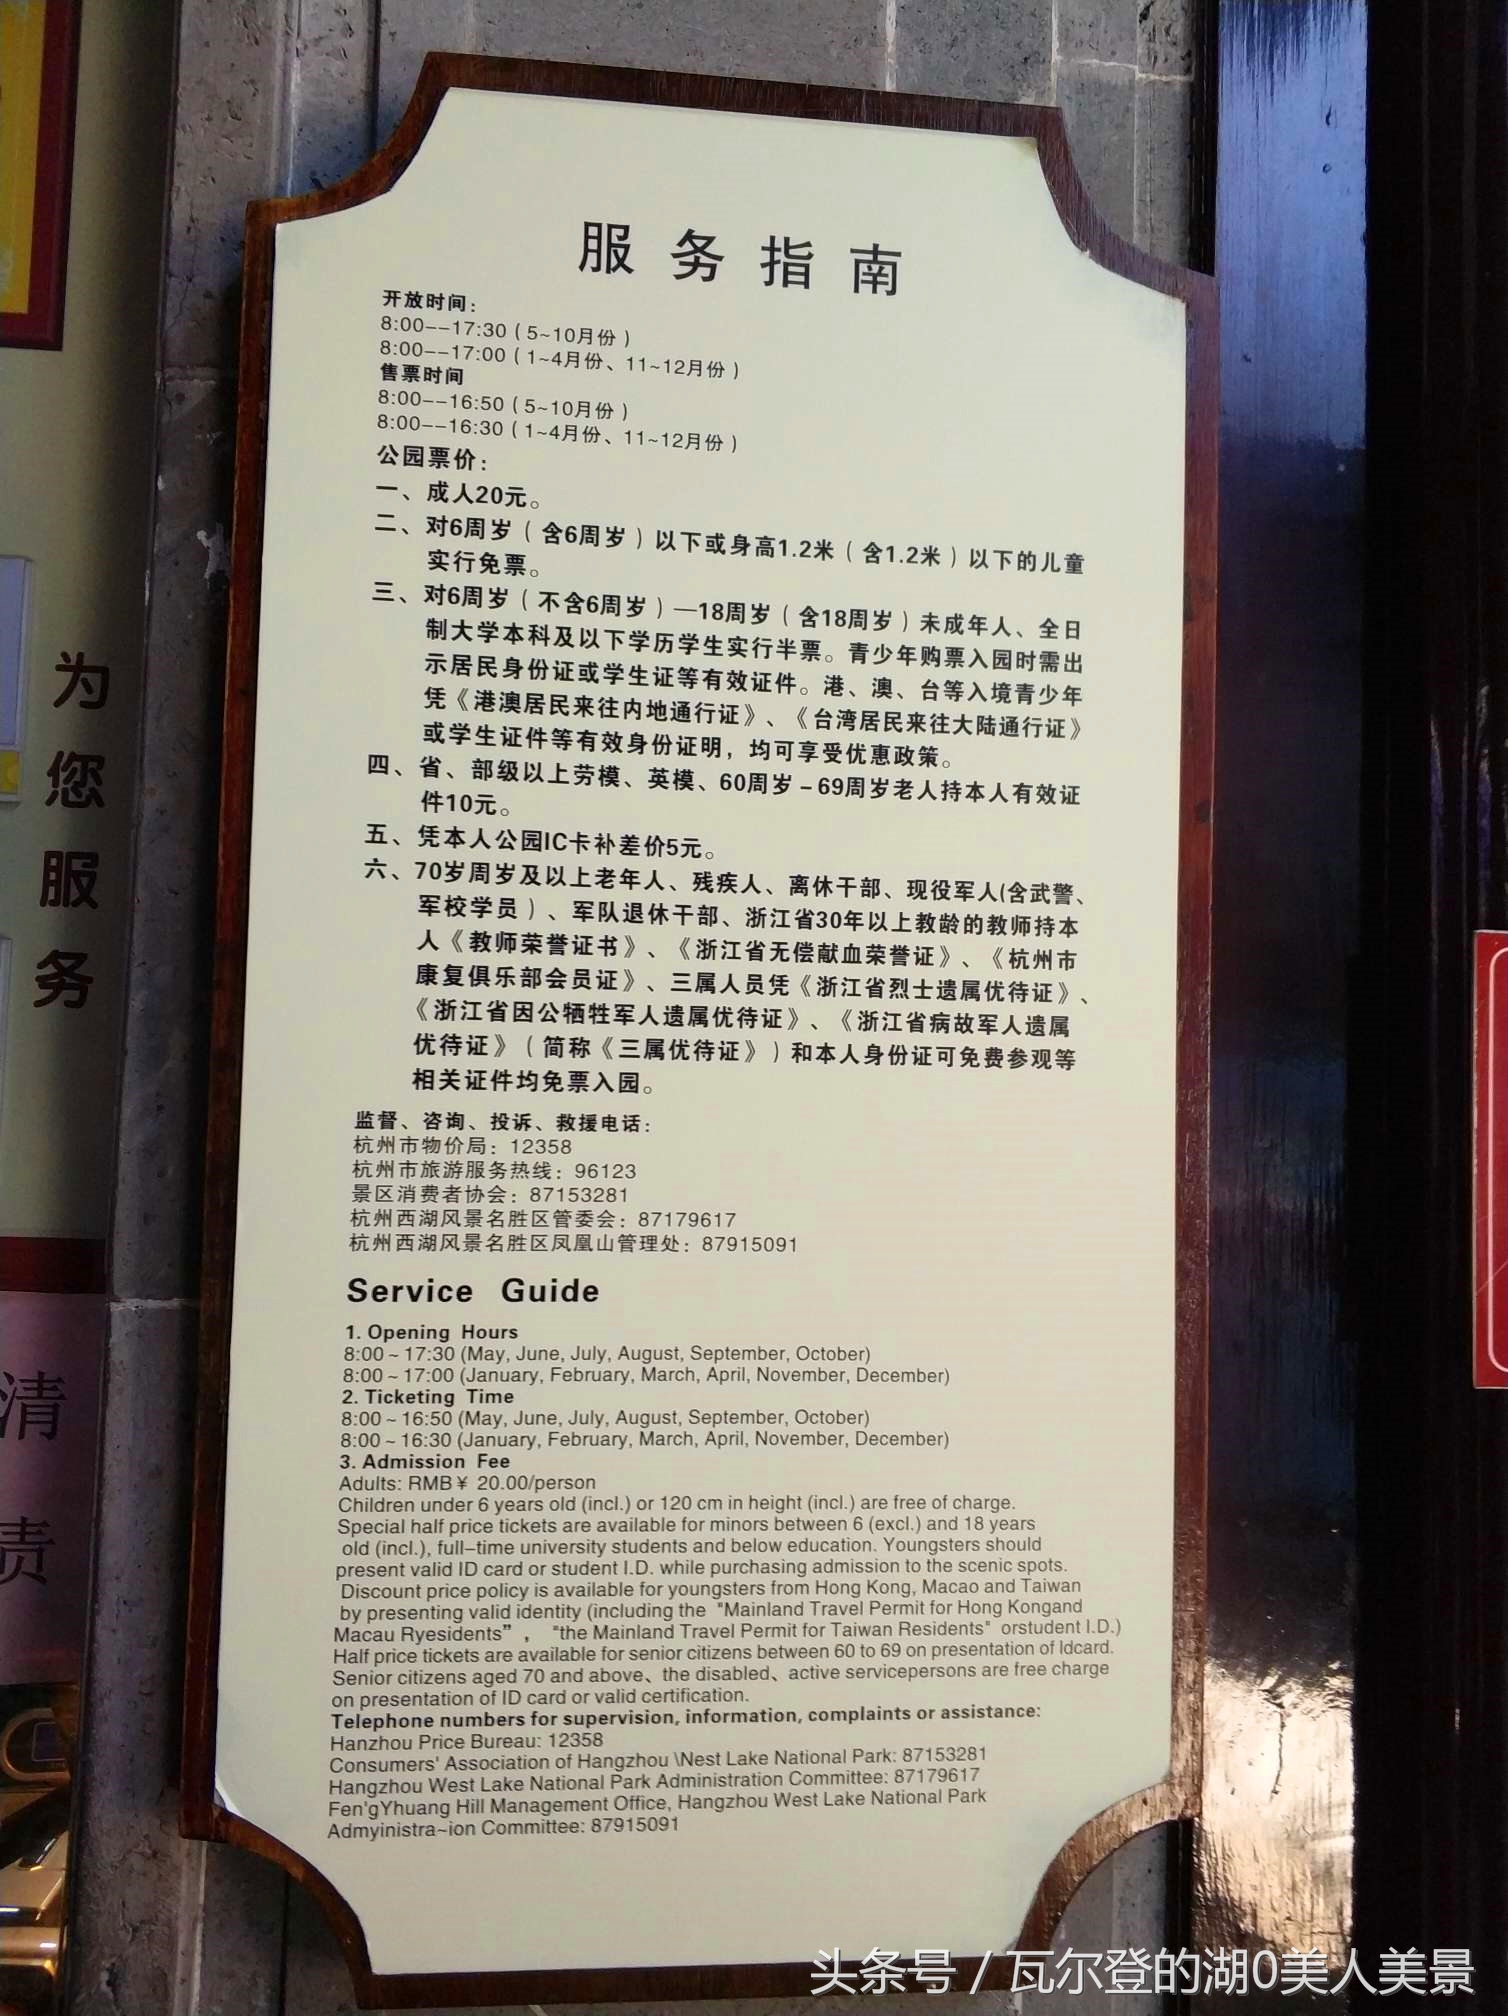 服务指南
开放时间：
8:00--17:30（5~10月份）
8:00--17:00（1~4月份、11~12月份）
售票时间
8:00--16:50（5~10月份）
8:00--16:30（1~4月份、11~12月份）
公园票价：
一、成人20元。
二、对6周岁（含6周岁）以下或身高1.2米（含1.2米）以下的儿童
实行免票。
三、对6周岁（不含6周岁）—18周岁（含18周岁）未成年人、全日
制大学本科及以下学历学生实行半票。青少年购票入园时需出
示居民身份证或学生证等有效证件。港、澳、台等入境青少年
凭《港澳居民来往内地通行证》、《台湾居民来往大陆通行证》
或学生证件等有效身份证明，均可享受优惠政策。
四、省、部级以上劳模、英模、60周岁–69周岁老人持本人有效证
件10元。
五、凭本人公园IC卡补差价5元。
六、70岁周岁及以上老年人、残疾人、离休干部、现役军人(含武警、
军校学员）、军队退休干部、浙江省30年以上教龄的教师持本
人《教师荣誉证书》、《浙江省无偿献血荣誉证》、《杭州市
康复俱乐部会员证》、三属人员凭《浙江省烈士遗属优待证》、
《浙江省因公牺牲军人遗属优待证》、《浙江省病故军人遗属
优待证》（简称《三属优待证》）和本人身份证可免费参观等
相关证件均免票入园。
监督、咨询、投诉、救援电话：
杭州市物价局：12358
杭州市旅游服务热线：96123
景区消费者协会：87153281
杭州西湖风景名胜区管委会：87179617
杭州西湖风景名胜区凤凰山管理处：87915091
Service Guide
1. Opening Hours
8:00 ~ 17:30 (May, June, July, August, September, October)
8:00 ~ 17:00 (January, February, March, April, November, December)
2. Ticketing Time
8:00 ~ 16:50 (May, June, July, August, September, October)
8:00 ~ 16:30 (January, February, March, April, November, December)
3. Admission Fee
Adults: RMB￥ 20.00/person
Children under 6 years old (incl.) or 120 cm in height (incl.) are free of charge.
Special half price tickets are available for minors between 6 (excl.) and 18 years
old (incl.), full–time university students and below education. Youngsters should
present valid ID card or student I.D. while purchasing admission to the scenic spots.
Discount price policy is available for youngsters from Hong Kong, Macao and Taiwan
by presenting valid identity (including the "Mainland Travel Permit for Hong Kongand
Macau Ryesidents" , "the Mainland Travel Permit for Taiwan Residents" orstudent I.D.)
Half price tickets are available for senior citizens between 60 to 69 on presentation of Idcard.
Senior citizens aged 70 and above、the disabled、active servicepersons are free charge
on presentation of ID card or valid certification.
Telephone numbers for supervision, information, complaints or assistance:
Hanzhou Price Bureau: 12358
Consumers' Association of Hangzhou \Nest Lake National Park: 87153281
Hangzhou West Lake National Park Administration Committee: 87179617
Fen'gYhuang Hill Management Office, Hangzhou West Lake National Park
Admyinistra~ion Committee: 87915091
为您服务
清
责
头条号 / 瓦尔登的湖0美人美景